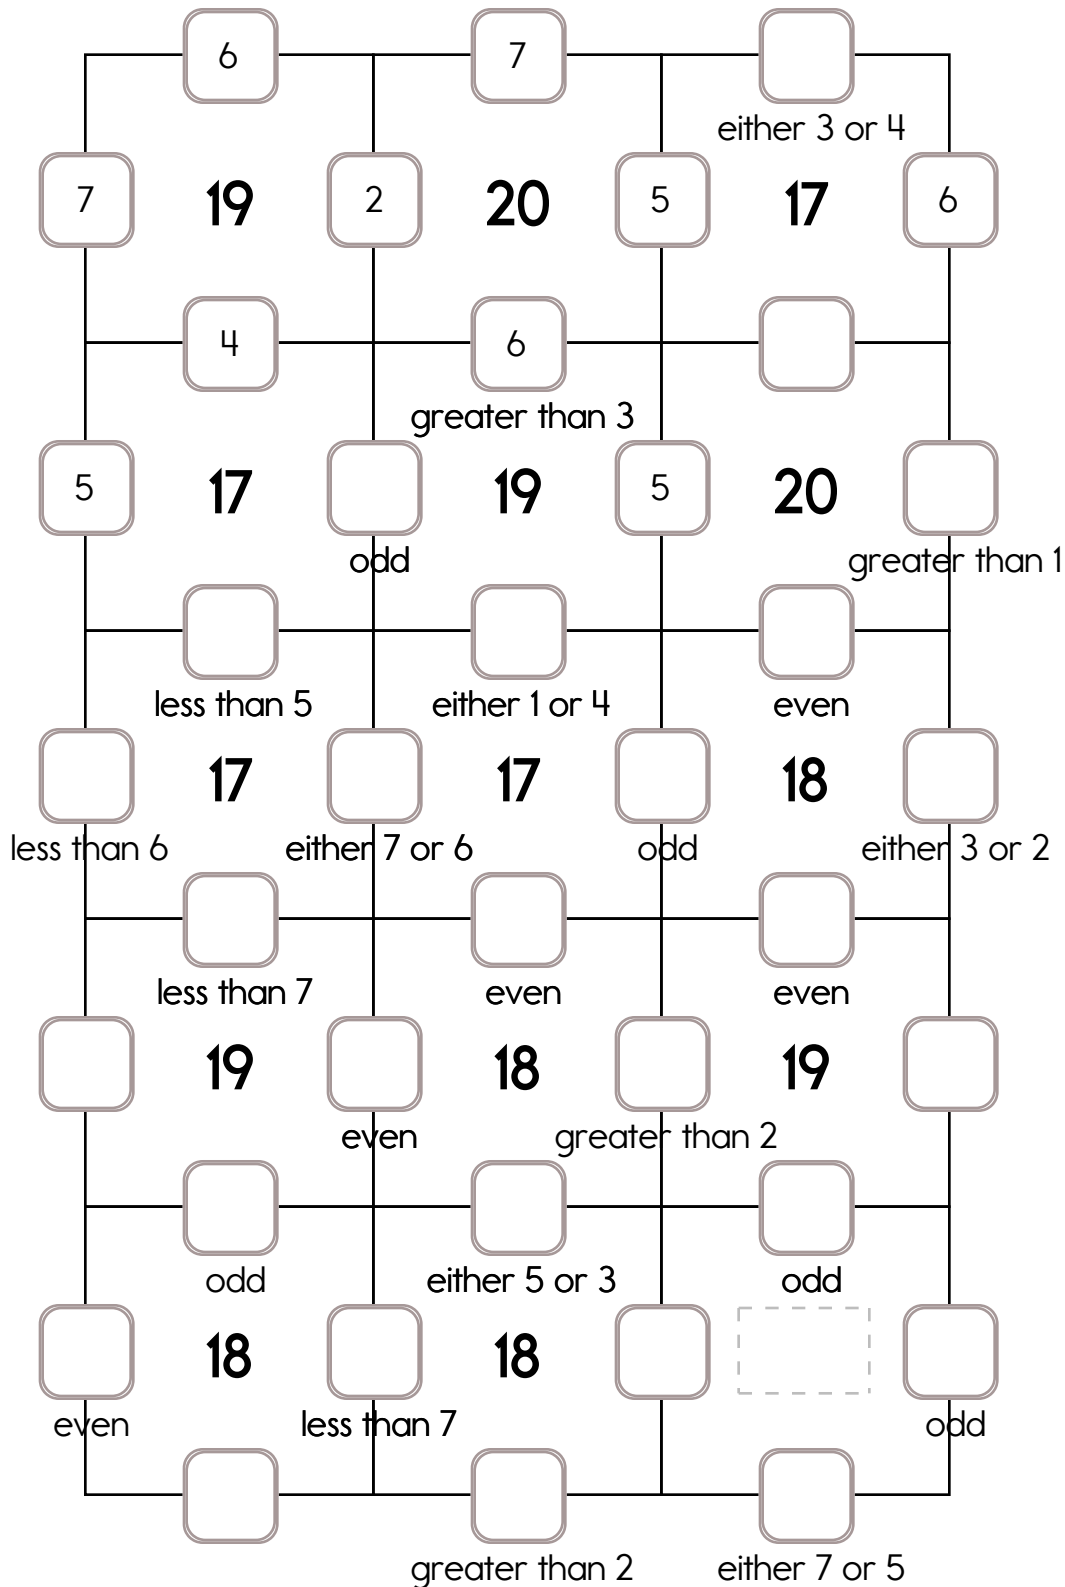 6 7
either 3 or 4
7 19 2 20 5 17 6
4 6
greater than 3
5 17 19 5 20
odd greater than 1
less than 5 either 1 or 4 even
17 17 18
less than 6 either 7 or 6 odd either 3 or 2
less than 7 even even
19 18 19
even greater than 2
odd either 5 or 3 odd
18 18
even less than 7 odd
greater than 2 either 7 or 5